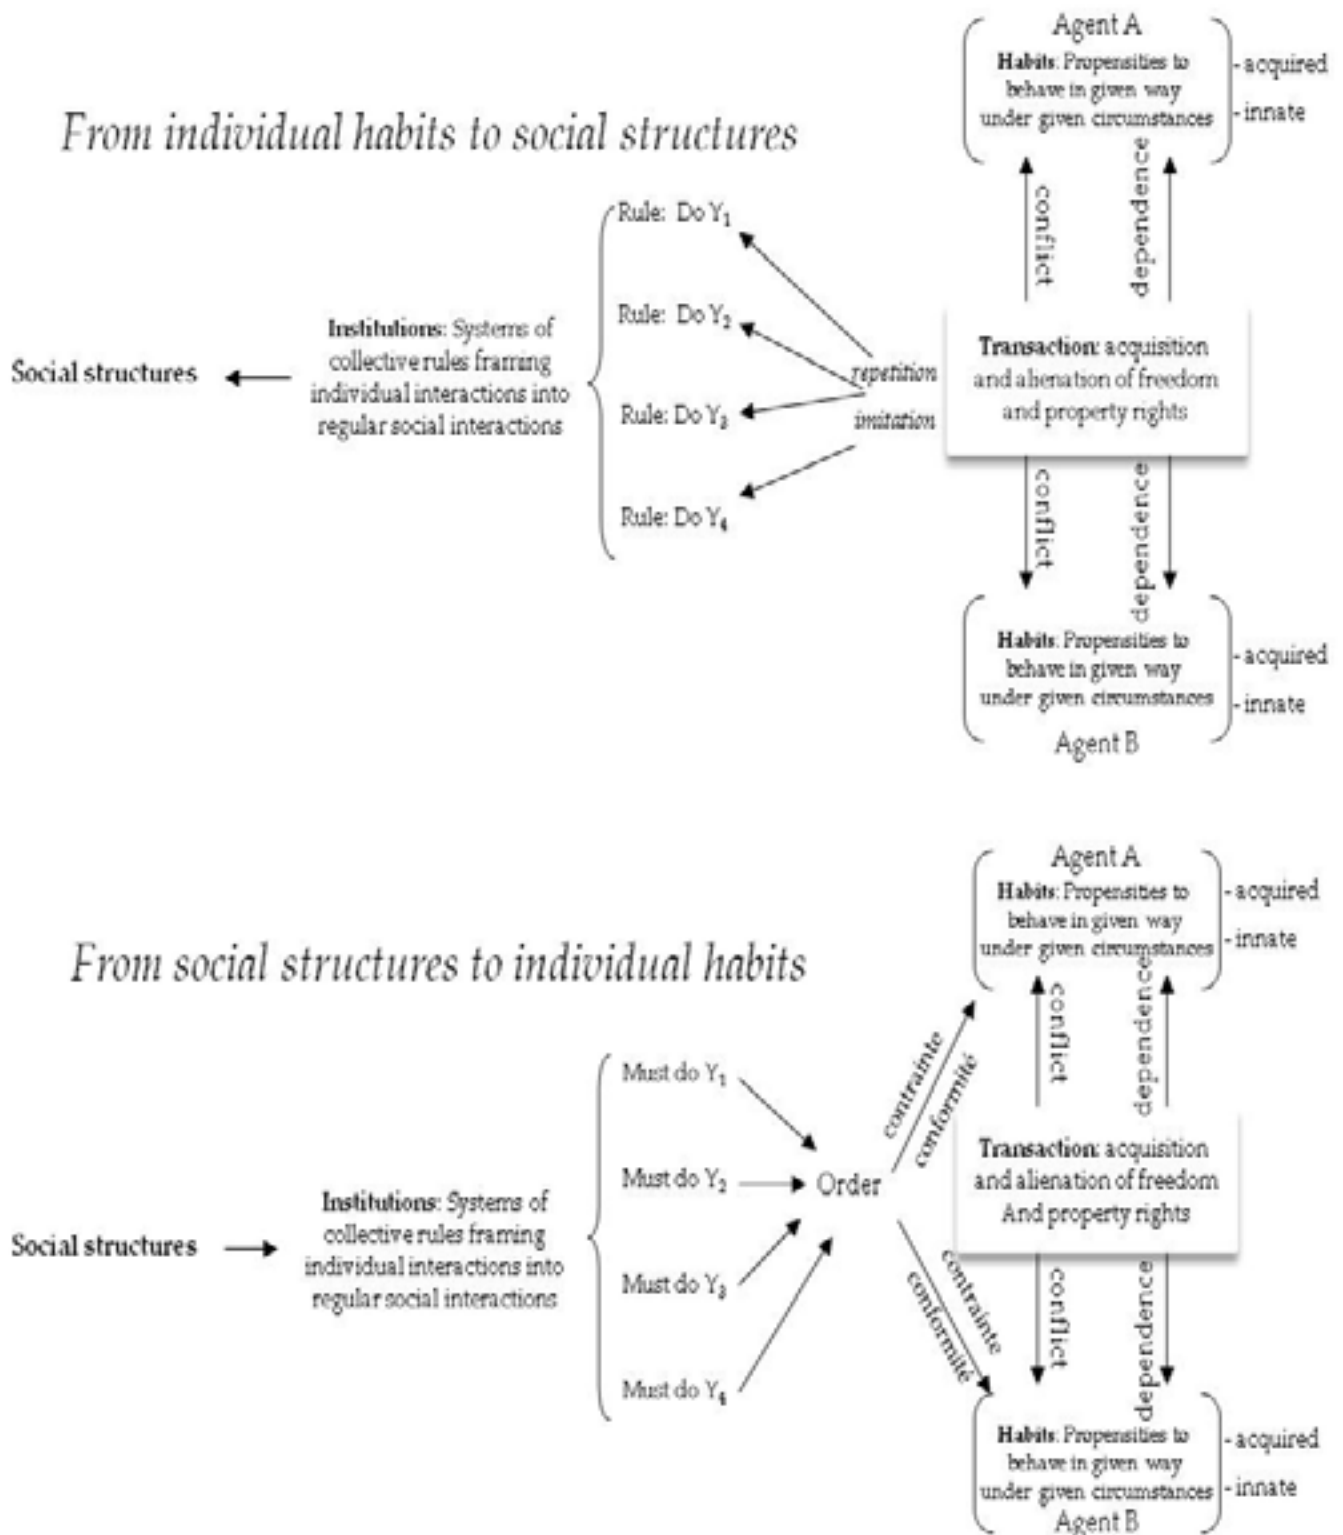 Agent A
Habits: Propensities to
behave in given way
under given circumstances
- acquired
- innate
From individual habits to social structures
conflict
dependence
Rule: Do Y1
Rule: Do Y2
Rule: Do Y3
Rule: Do Y4
Institutions: Systems of
collective rules framing
individual interactions into
regular social interactions
Social structures
repetition
imitation
Transaction: acquisition
and alienation of freedom
and property rights
conflict
dependence
Habits: Propensities to
behave in given way
under given circumstances
- acquired
- innate
Agent B
Agent A
Habits: Propensities to
behave in given way
under given circumstances
- acquired
- innate
From social structures to individual habits
conflict
dependence
contrainte
conformité
Must do Y1
Must do Y2
Must do Y3
Must do Y4
Order
Institutions: Systems of
collective rules framing
individual interactions into
regular social interactions
Social structures
Transaction: acquisition
and alienation of freedom
And property rights
contrainte
conformité
conflict
dependence
Habits: Propensities to
behave in given way
under given circumstances
- acquired
- innate
Agent B